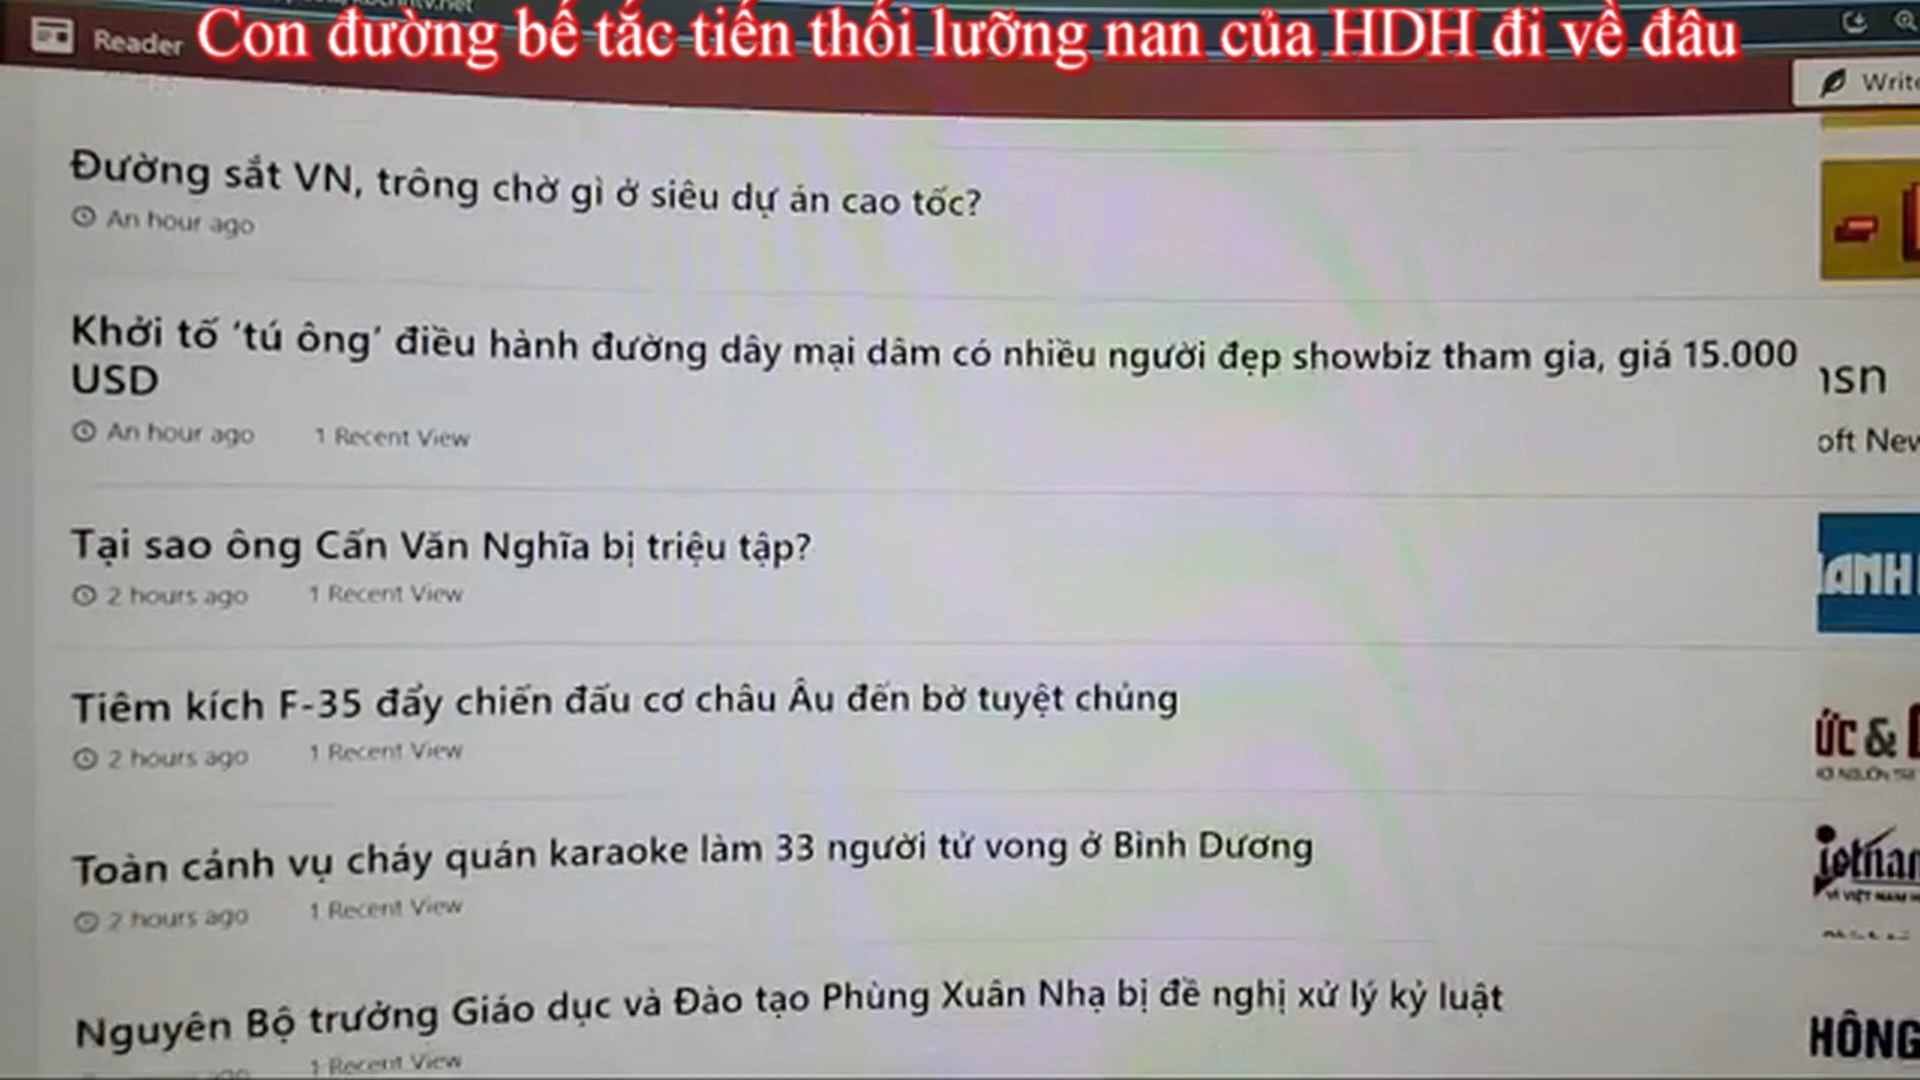 Con đường bế tắc tiến thối lưỡng nan của HDH đi về đâu
Reader
Write
Đường sắt VN, trông chờ gì ở siêu dự án cao tốc?
An hour ago
Khởi tố ‘tú ông’ điều hành đường dây mại dâm có nhiều người đẹp showbiz tham gia, giá 15.000
USD
An hour ago 1 Recent View
Tại sao ông Cấn Văn Nghĩa bị triệu tập?
2 hours ago 1 Recent View
Tiêm kích F-35 đẩy chiến đấu cơ châu Âu đến bờ tuyệt chủng
2 hours ago 1 Recent View
Toàn cảnh vụ cháy quán karaoke làm 33 người tử vong ở Bình Dương
2 hours ago 1 Recent View
Nguyên Bộ trưởng Giáo dục và Đào tạo Phùng Xuân Nhạ bị đề nghị xử lý kỷ luật
1 Recent View
HÔNG